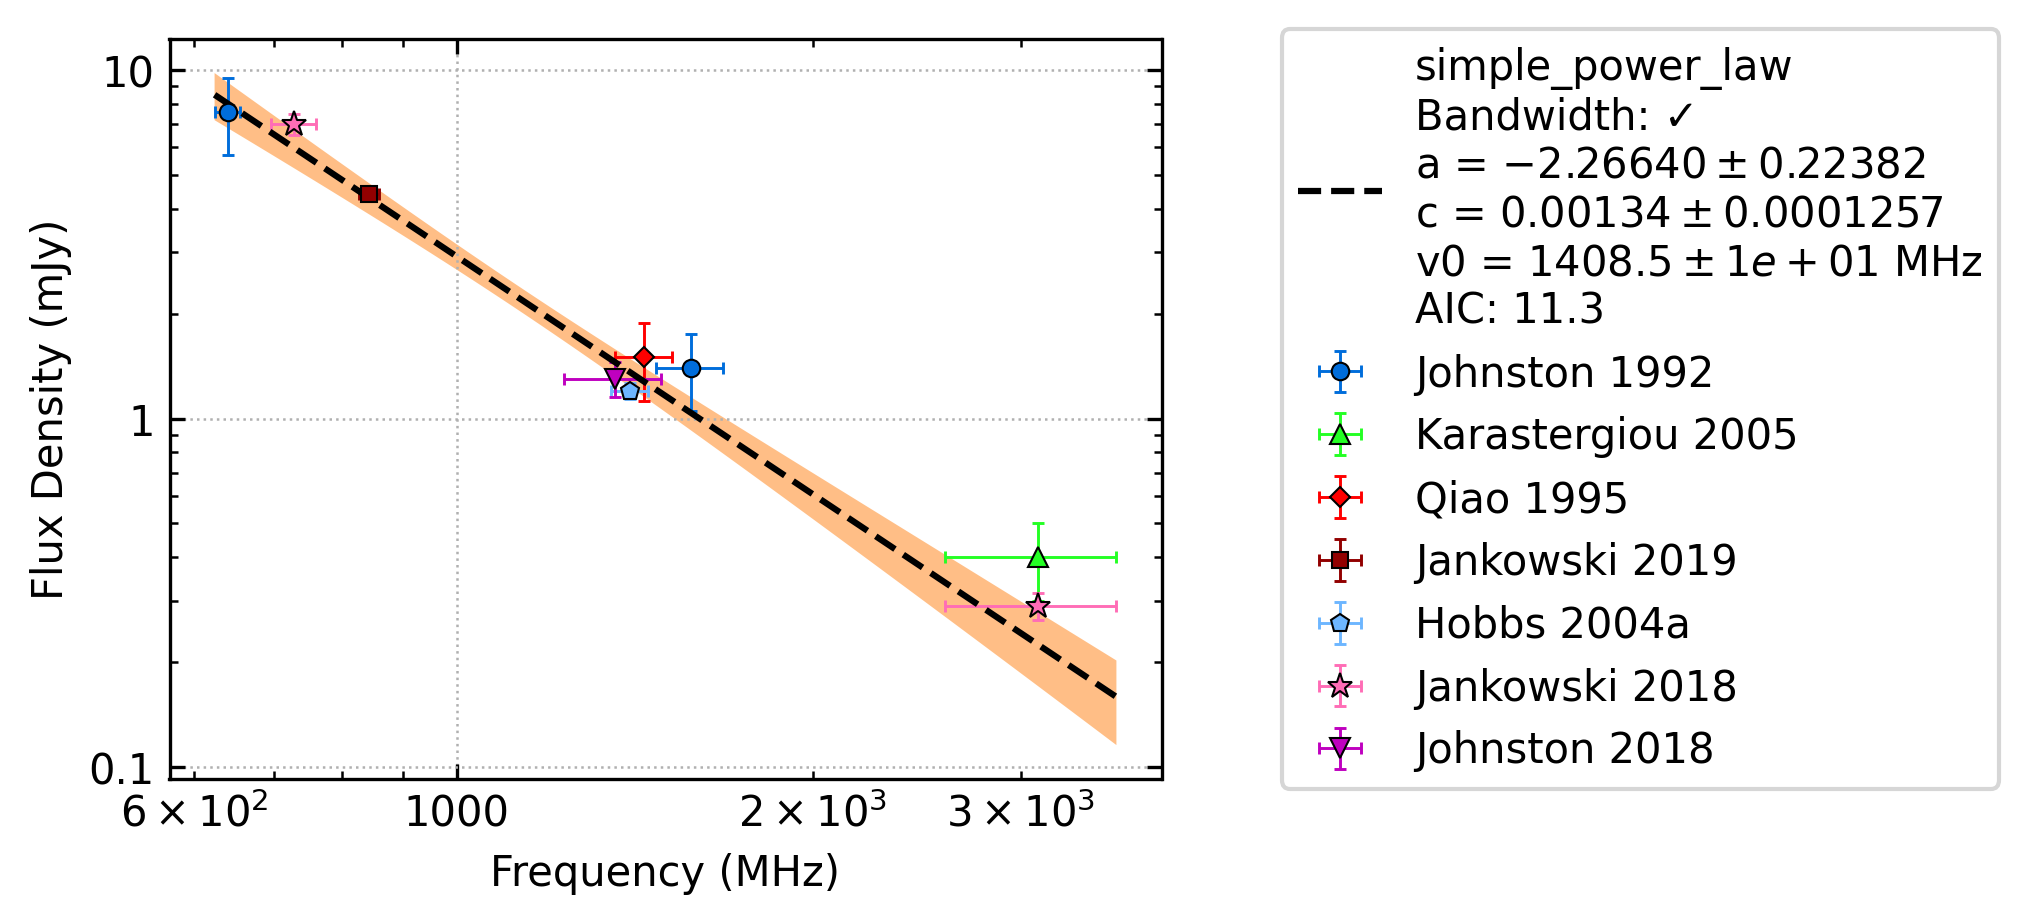 10
1
0.1
Flux Density (mJy)
6 × 10²
1000
2 × 10³
3 × 10³
Frequency (MHz)
simple_power_law
Bandwidth: ✓
a = −2.26640 ± 0.22382
c = 0.00134 ± 0.0001257
v0 = 1408.5 ± 1e + 01 MHz
AIC: 11.3
Johnston 1992
Karastergiou 2005
Qiao 1995
Jankowski 2019
Hobbs 2004a
Jankowski 2018
Johnston 2018